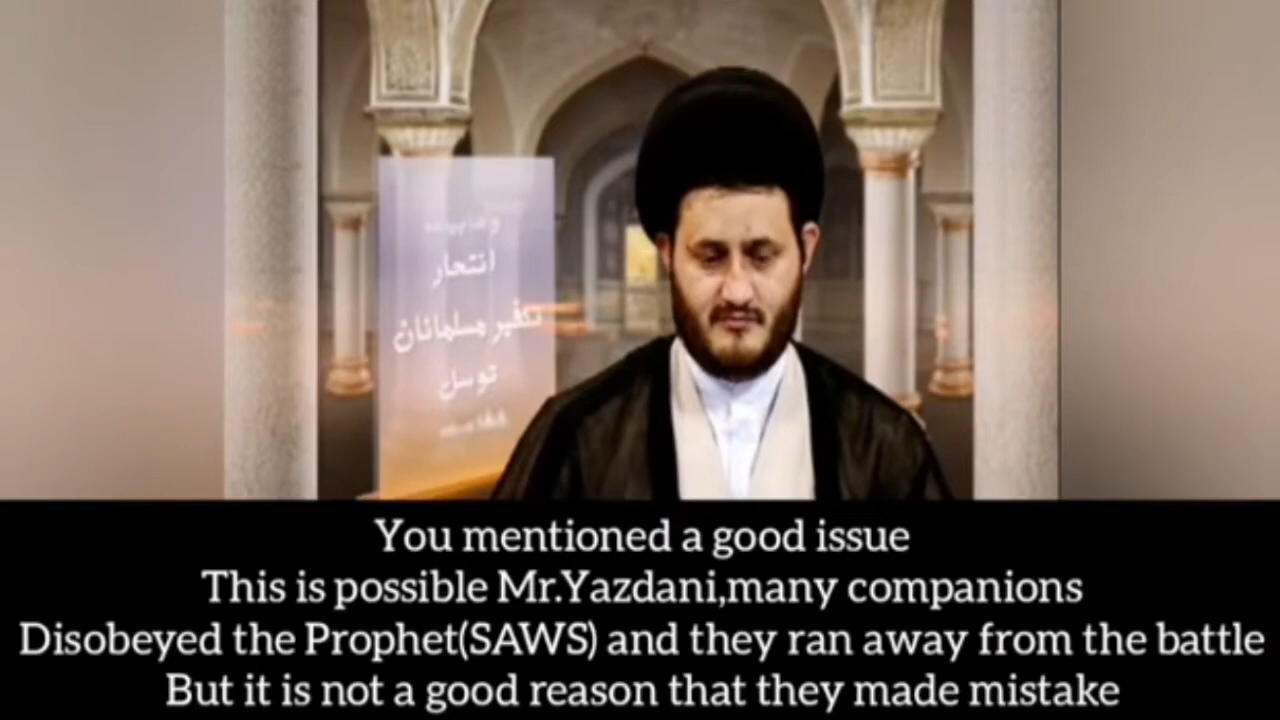 انتحار
تکفیر مسلمانان
توسل
You mentioned a good issue
This is possible Mr.Yazdani,many companions
Disobeyed the Prophet(SAWS) and they ran away from the battle
But it is not a good reason that they made mistake